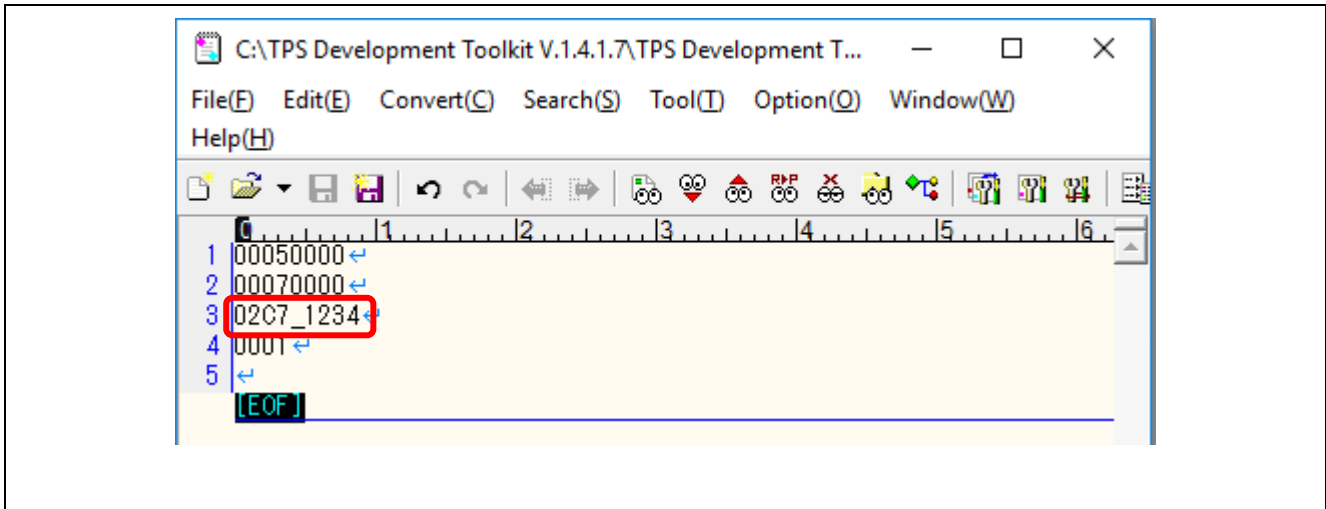 C:\TPS Development Toolkit V.1.4.1.7\TPS Development T...
File(F) Edit(E) Convert(C) Search(S) Tool(T) Option(O) Window(W)
Help(H)
R P
0 1 2 3 4 5 6
1 00050000
2 00070000
3 02C7_1234
4 0001
5
[EOF]